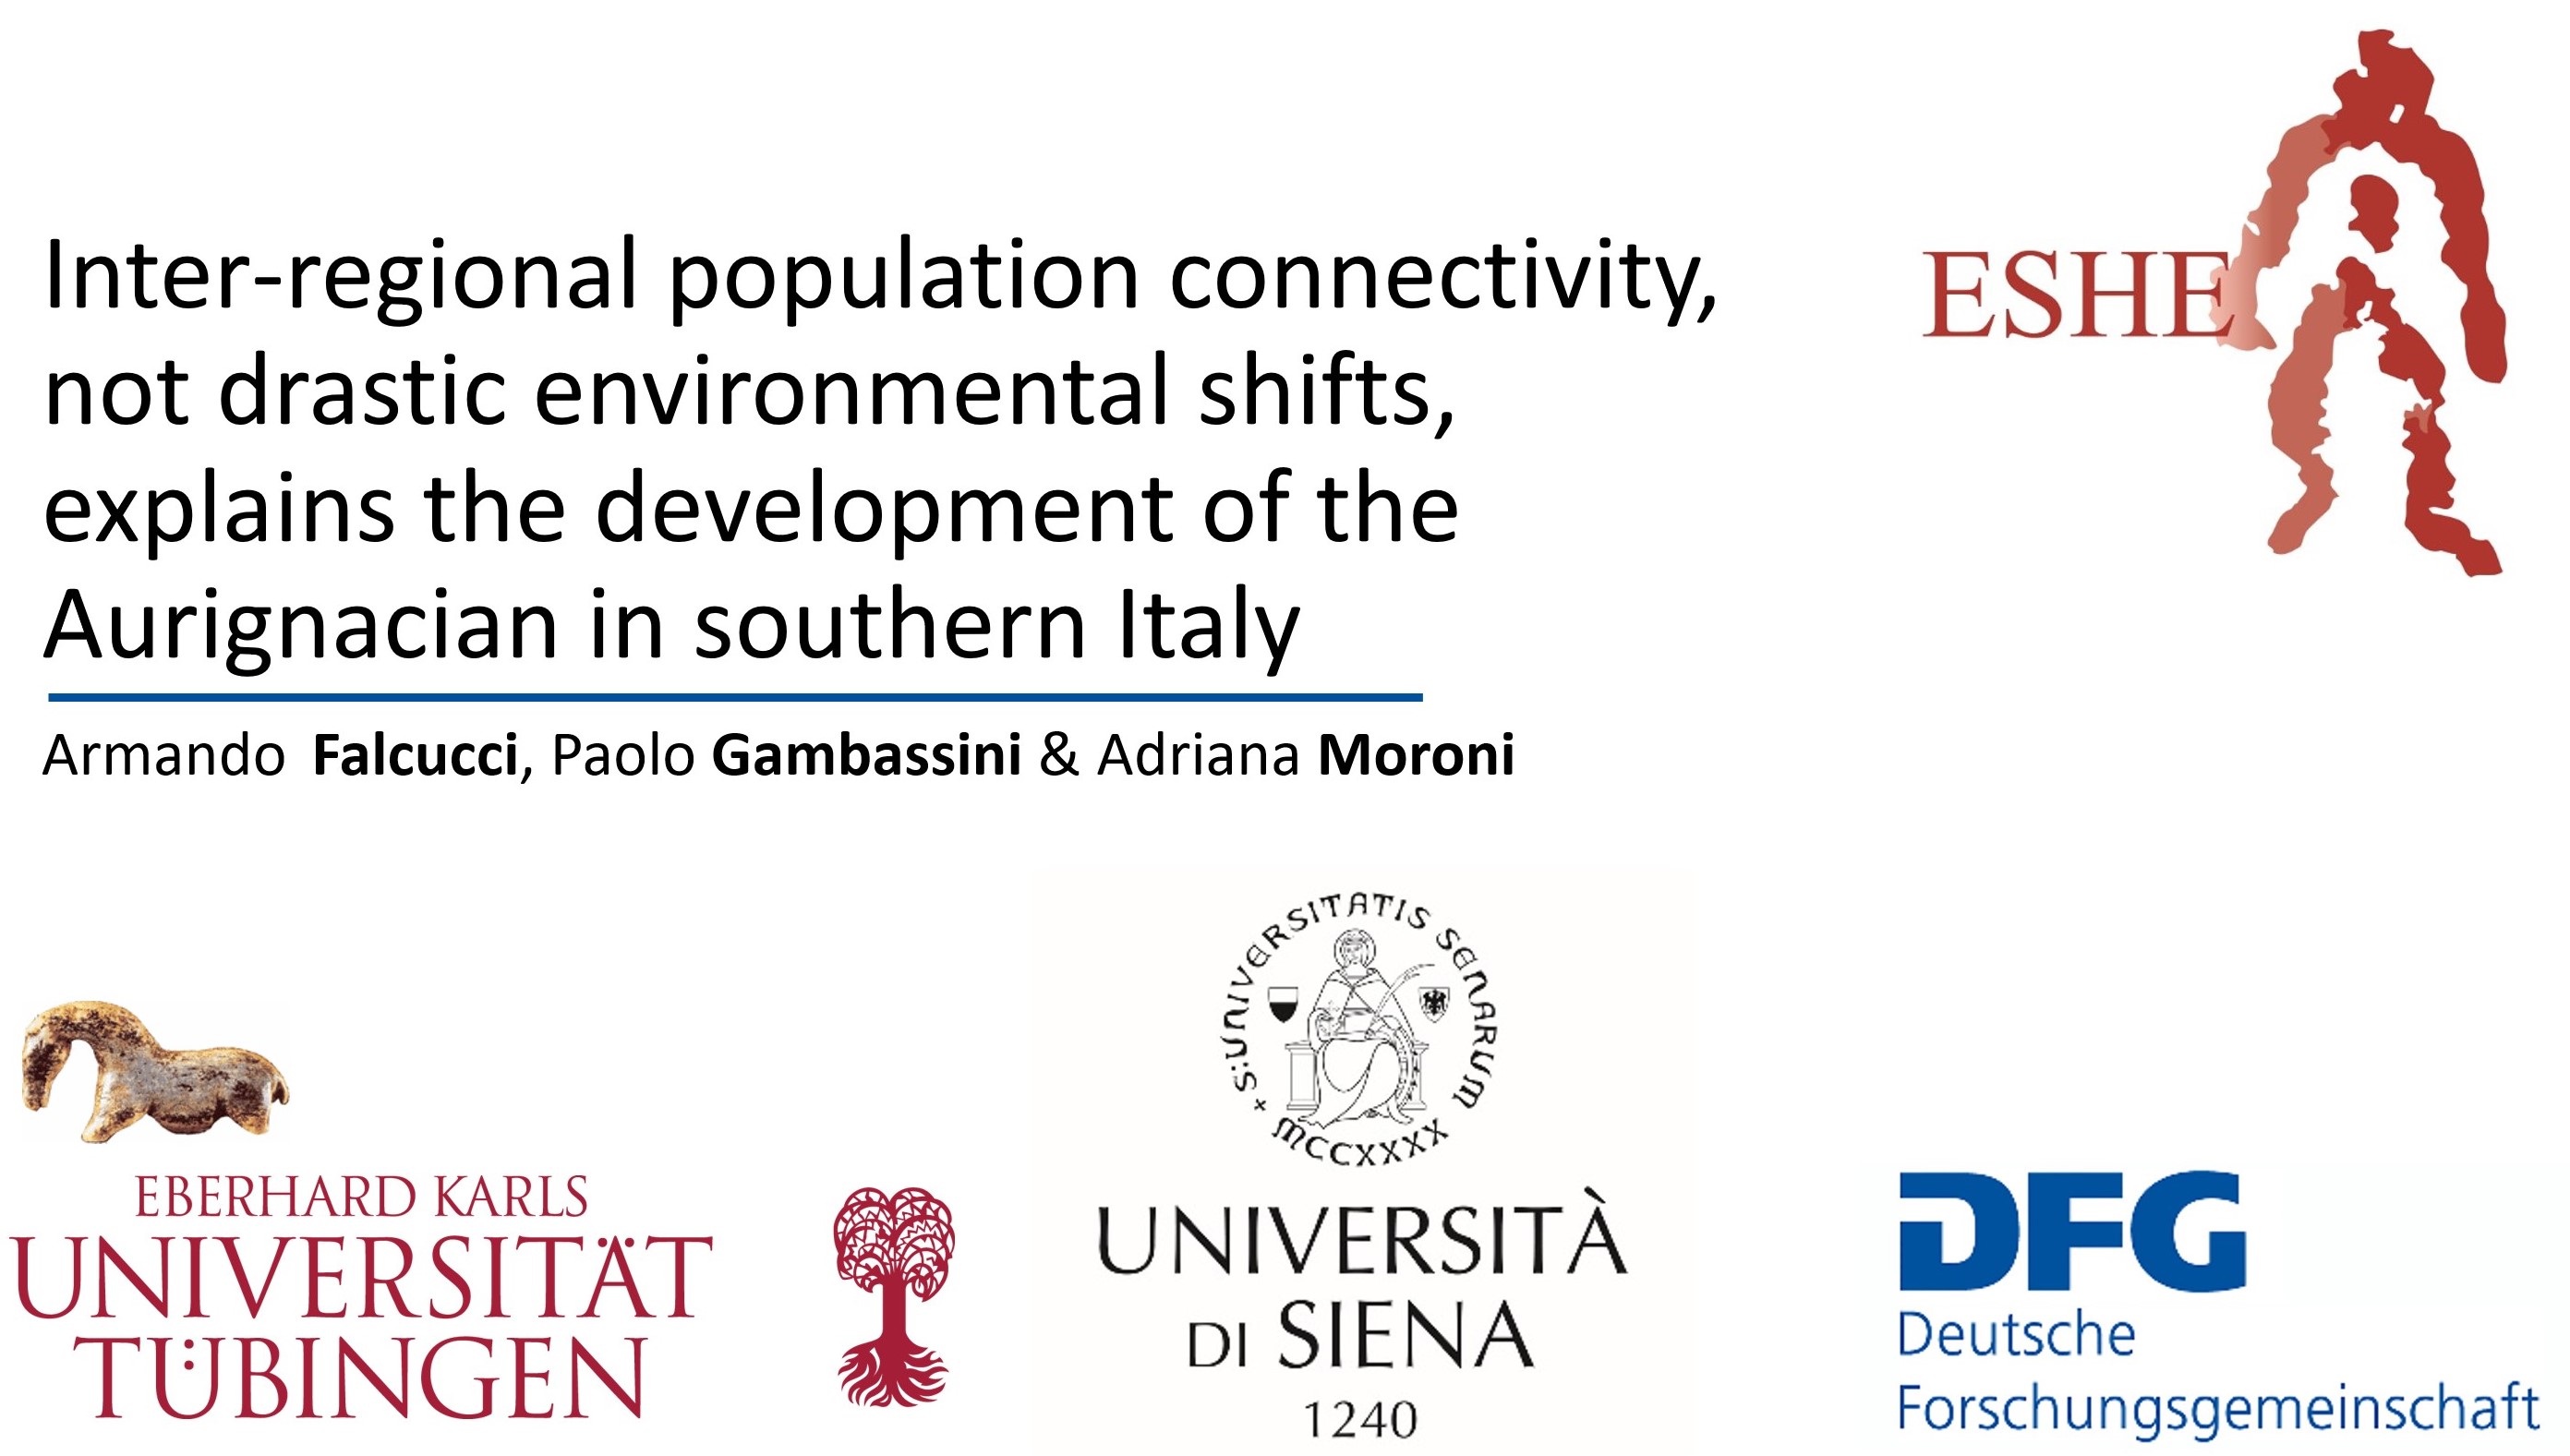 Inter-regional population connectivity,
not drastic environmental shifts,
explains the development of the
Aurignacian in southern Italy
Armando Falcucci, Paolo Gambassini & Adriana Moroni
ESHE
EBERHARD KARLS
UNIVERSITÄT
TÜBINGEN
S:UNIVERSITATIS SENARUM
MCCXXXX
UNIVERSITÀ
DI SIENA
1240
DFG
Deutsche
Forschungsgemeinschaft